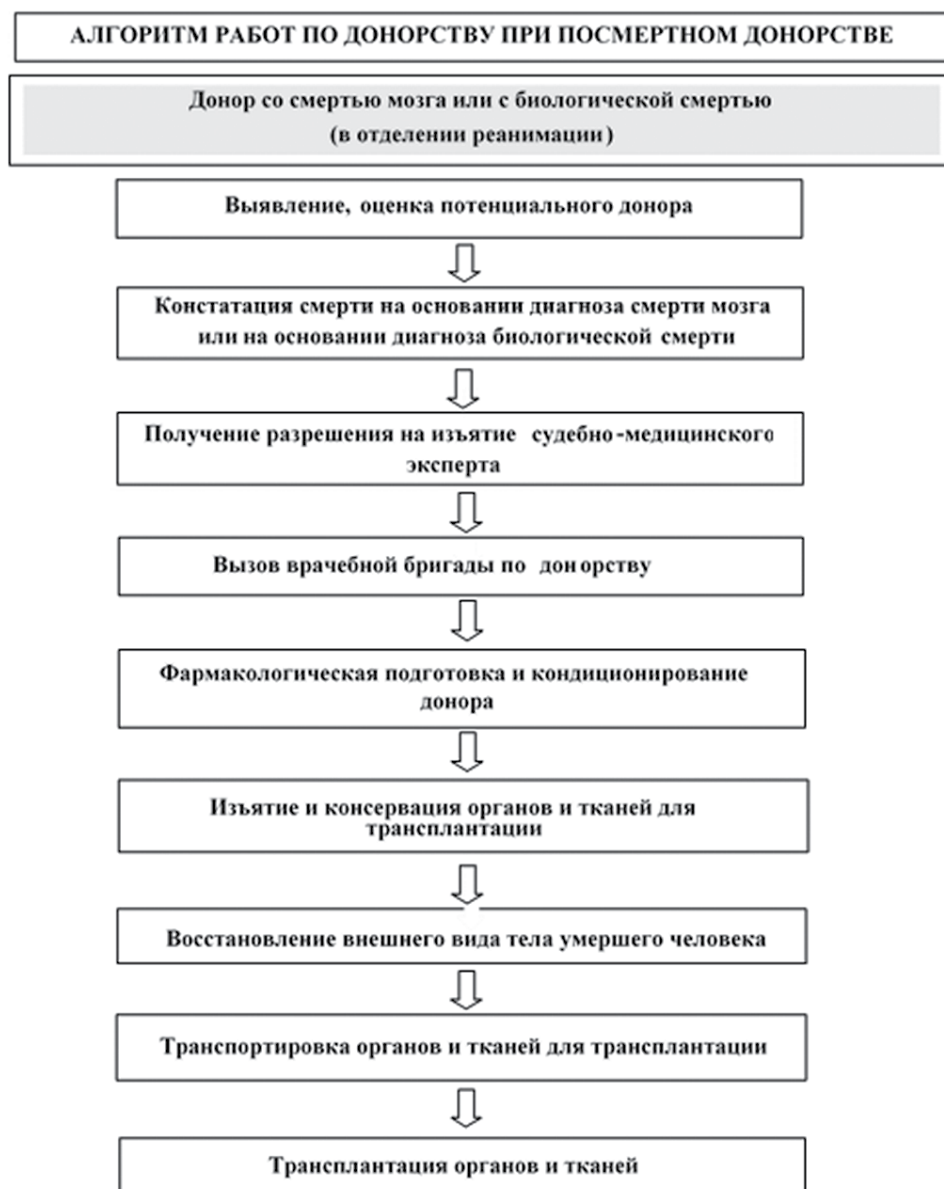 АЛГОРИТМ РАБОТ ПО ДОНОРСТВУ ПРИ ПОСМЕРТНОМ ДОНОРСТВЕ
Донор со смертью мозга или с биологической смертью
(в отделении реанимации)
Выявление, оценка потенциального донора
Констатация смерти на основании диагноза смерти мозга
или на основании диагноза биологической смерти
Получение разрешения на изъятие судебно-медицинского
эксперта
Вызов врачебной бригады по донорству
Фармакологическая подготовка и кондиционирование
донора
Изъятие и консервация органов и тканей для
трансплантации
Восстановление внешнего вида тела умершего человека
Транспортировка органов и тканей для трансплантации
Трансплантация органов и тканей